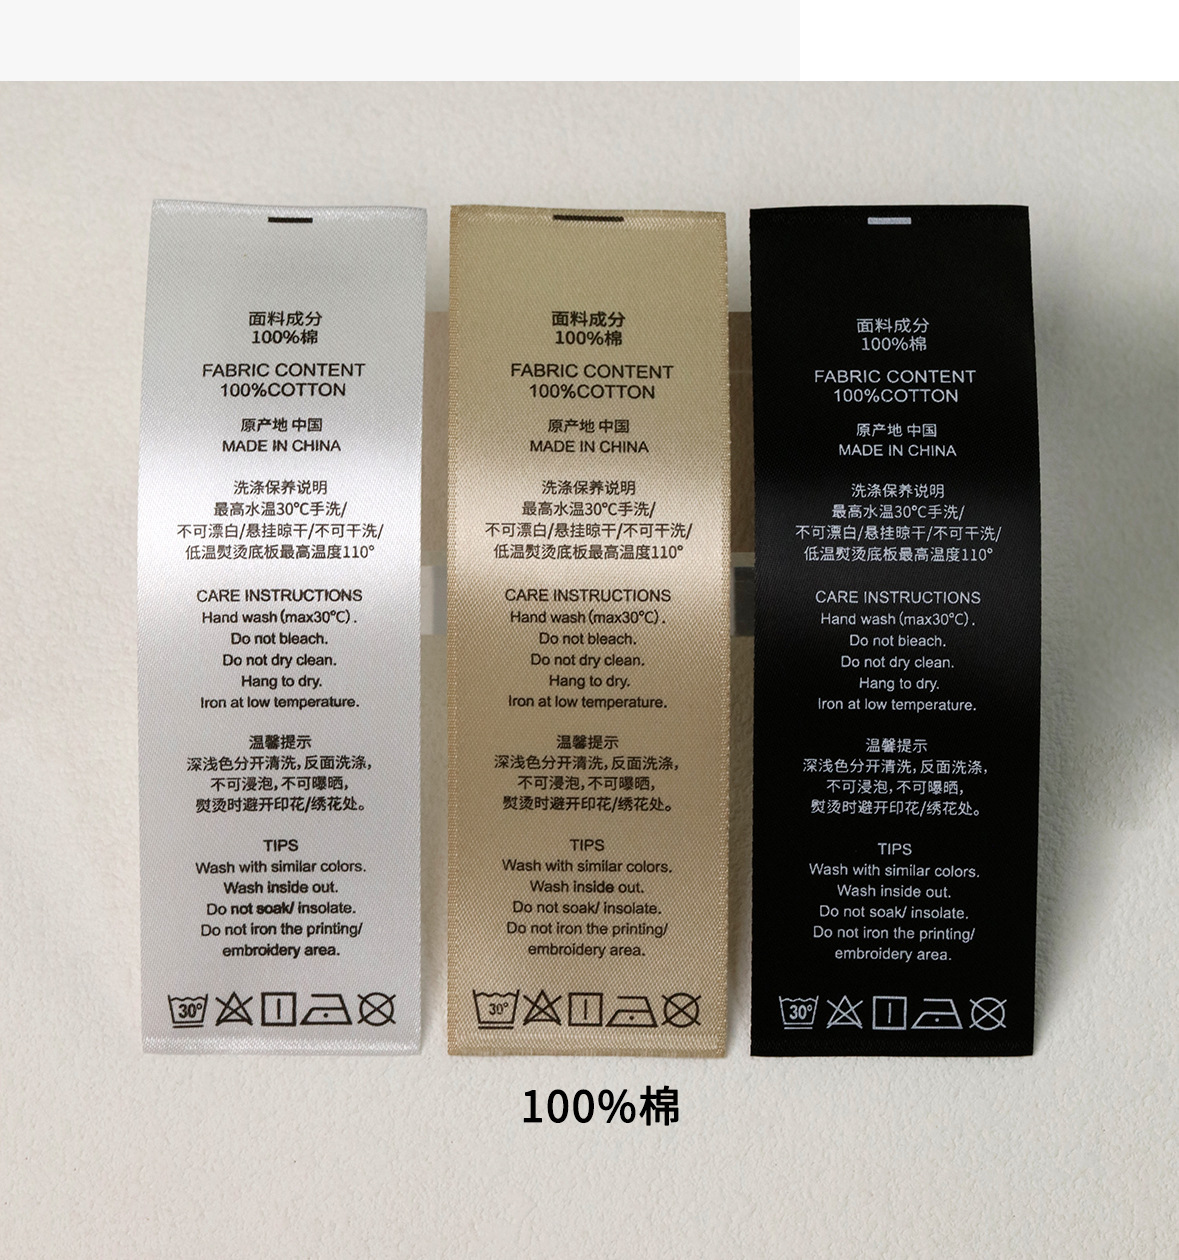 面料成分
100%棉
FABRIC CONTENT
100%COTTON
原产地 中国
MADE IN CHINA
洗涤保养说明
最高水温30℃手洗/
不可漂白/悬挂晾干/不可干洗/
低温熨烫底板最高温度110°
CARE INSTRUCTIONS
Hand wash(max30℃).
Do not bleach.
Do not dry clean.
Hang to dry.
Iron at low temperature.
温馨提示
深浅色分开清洗,反面洗涤,
不可浸泡,不可曝晒,
熨烫时避开印花/绣花处。
TIPS
Wash with similar colors.
Wash inside out.
Do not soak/ insolate.
Do not iron the printing/
embroidery area.
30°
面料成分
100%棉
FABRIC CONTENT
100%COTTON
原产地 中国
MADE IN CHINA
洗涤保养说明
最高水温30℃手洗/
不可漂白/悬挂晾干/不可干洗/
低温熨烫底板最高温度110°
CARE INSTRUCTIONS
Hand wash(max30℃).
Do not bleach.
Do not dry clean.
Hang to dry.
Iron at low temperature.
温馨提示
深浅色分开清洗,反面洗涤,
不可浸泡,不可曝晒,
熨烫时避开印花/绣花处。
TIPS
Wash with similar colors.
Wash inside out.
Do not soak/ insolate.
Do not iron the printing/
embroidery area.
30°
面料成分
100%棉
FABRIC CONTENT
100%COTTON
原产地 中国
MADE IN CHINA
洗涤保养说明
最高水温30℃手洗/
不可漂白/悬挂晾干/不可干洗/
低温熨烫底板最高温度110°
CARE INSTRUCTIONS
Hand wash(max30℃).
Do not bleach.
Do not dry clean.
Hang to dry.
Iron at low temperature.
温馨提示
深浅色分开清洗,反面洗涤,
不可浸泡,不可曝晒,
熨烫时避开印花/绣花处。
TIPS
Wash with similar colors.
Wash inside out.
Do not soak/ insolate.
Do not iron the printing/
embroidery area.
30°
100%棉